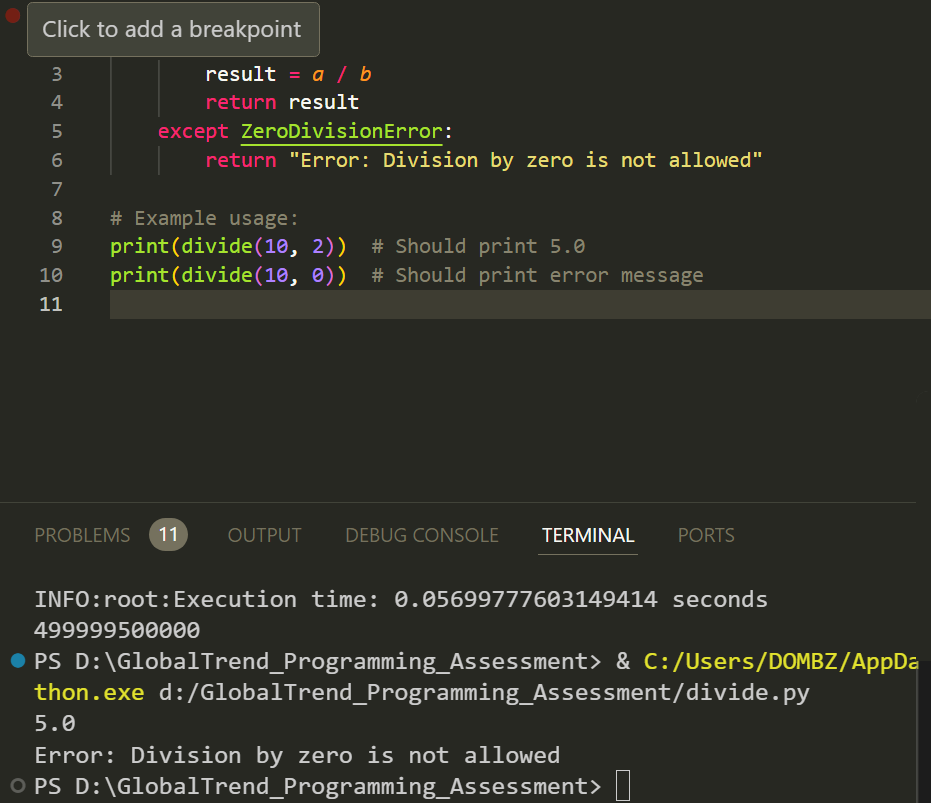 Click to add a breakpoint
3 result = a / b
4 return result
5 except ZeroDivisionError:
6 return "Error: Division by zero is not allowed"
7
8 # Example usage:
9 print(divide(10, 2)) # Should print 5.0
10 print(divide(10, 0)) # Should print error message
11
PROBLEMS 11 OUTPUT DEBUG CONSOLE TERMINAL PORTS
INFO:root:Execution time: 0.05699777603149414 seconds
499999500000
PS D:\GlobalTrend_Programming_Assessment> & C:/Users/DOMBZ/AppDa
thon.exe d:/GlobalTrend_Programming_Assessment/divide.py
5.0
Error: Division by zero is not allowed
PS D:\GlobalTrend_Programming_Assessment>